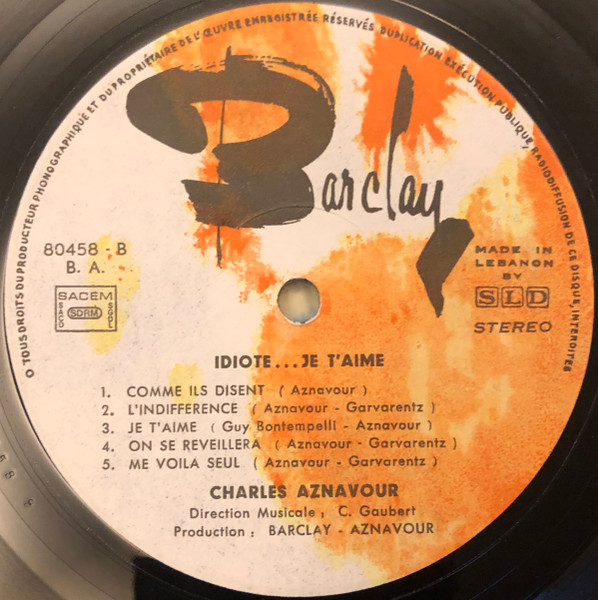 O TOUS DROITS DU PRODUCTEUR PHONOGRAPHIQUE ET DU PROPRIÉTAIRE DE L'ŒUVRE ENREGISTRÉE RÉSERVÉS DUPLICATION EXÉCUTION PUBLIQUE, RADIODIFFUSION DE CE DISQUE, INTERDITES
Barclay
80458 - B
B. A.
SACEM
SACD
SDRM
SGDL
MADE IN
LEBANON
BY
SLD
STEREO
IDIOTE...JE T'AIME
1. COMME ILS DISENT ( Aznavour )
2. L'INDIFFERENCE ( Aznavour - Garvarentz )
3. JE T'AIME ( Guy Bontempelli - Aznavour )
4. ON SE REVEILLERA ( Aznavour - Garvarentz )
5. ME VOILA SEUL ( Aznavour - Garvarentz )
CHARLES AZNAVOUR
Direction Musicale : C. Gaubert
Production : BARCLAY - AZNAVOUR